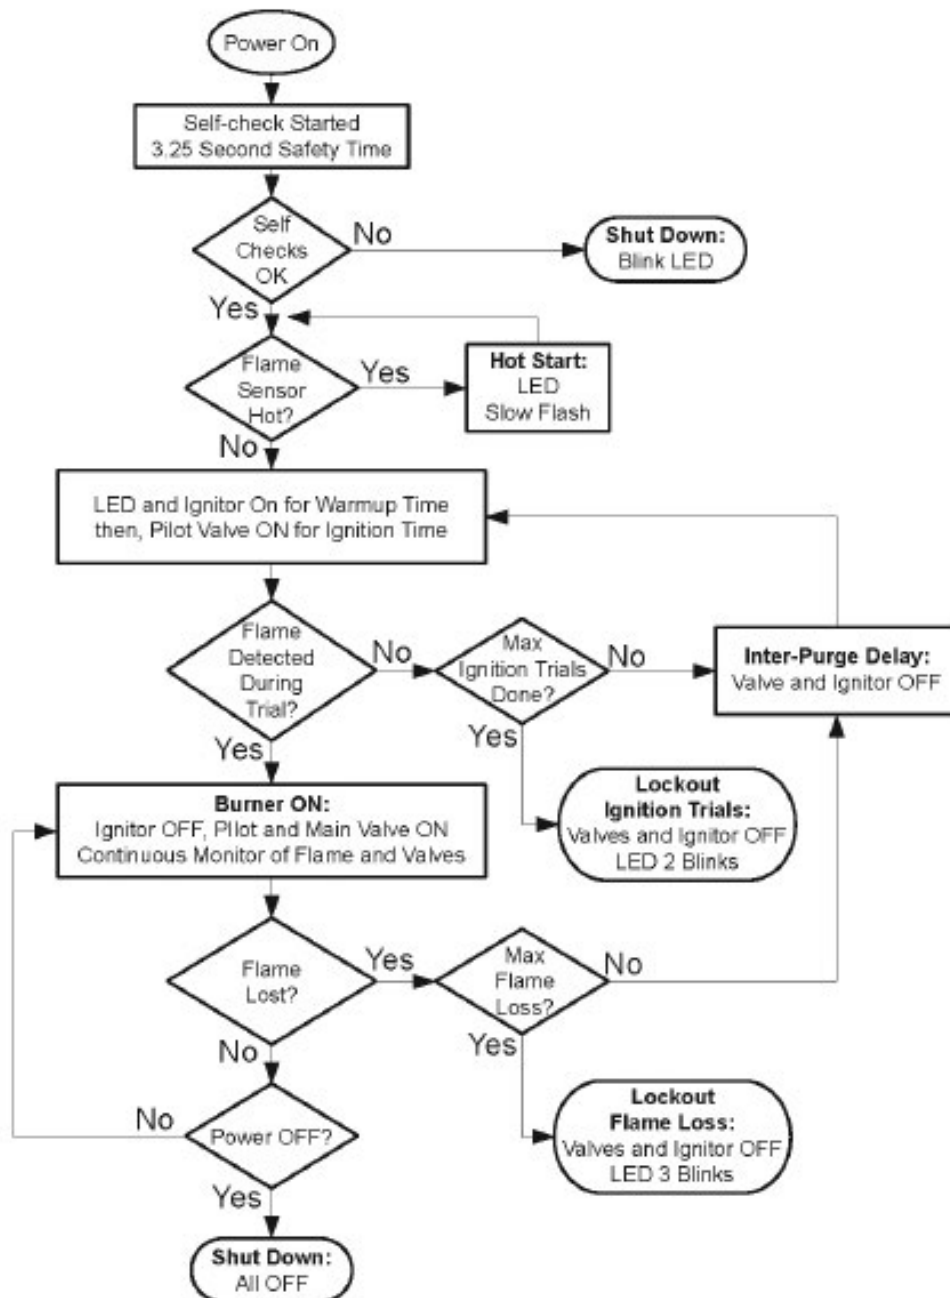 Power On
Self-check Started
3.25 Second Safety Time
Self
Checks
OK
No
Shut Down:
Blink LED
Yes
Flame
Sensor
Hot?
Yes
Hot Start:
LED
Slow Flash
No
LED and Ignitor On for Warmup Time
then, Pilot Valve ON for Ignition Time
Flame
Detected
During
Trial?
No
Max
Ignition Trials
Done?
No
Inter-Purge Delay:
Valve and Ignitor OFF
Yes
Yes
Lockout
Ignition Trials:
Valves and Ignitor OFF
LED 2 Blinks
Burner ON:
Ignitor OFF, Pilot and Main Valve ON
Continuous Monitor of Flame and Valves
Flame
Lost?
Yes
Max
Flame
Loss?
No
No
Yes
Lockout
Flame Loss:
Valves and Ignitor OFF
LED 3 Blinks
No
Power OFF?
Yes
Shut Down:
All OFF